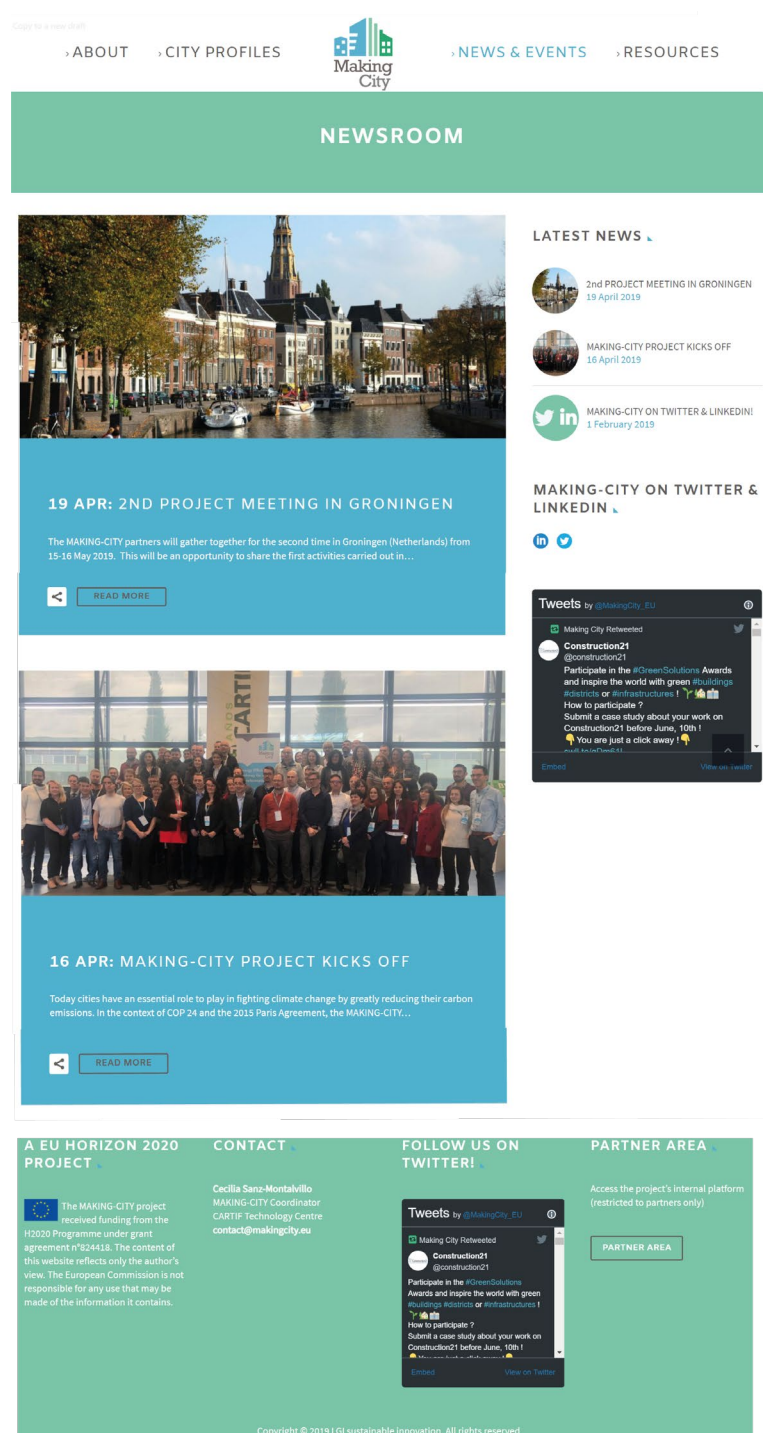 Copy to a new draft
› ABOUT
› CITY PROFILES
Making
City
› NEWS & EVENTS
› RESOURCES
NEWSROOM
19 APR: 2ND PROJECT MEETING IN GRONINGEN
The MAKING-CITY partners will gather together for the second time in Groningen (Netherlands) from
15-16 May 2019. This will be an opportunity to share the first activities carried out in…
READ MORE
CARTIF
16 APR: MAKING-CITY PROJECT KICKS OFF
Today cities have an essential role to play in fighting climate change by greatly reducing their carbon
emissions. In the context of COP 24 and the 2015 Paris Agreement, the MAKING-CITY…
READ MORE
LATEST NEWS
2nd PROJECT MEETING IN GRONINGEN
19 April 2019
MAKING-CITY PROJECT KICKS OFF
16 April 2019
in
MAKING-CITY ON TWITTER & LINKEDIN!
1 February 2019
MAKING-CITY ON TWITTER &
LINKEDIN
in
Tweets by @MakingCity_EU
Making City Retweeted
Construction21
@construction21
Participate in the #GreenSolutions Awards
and inspire the world with green #buildings
#districts or #infrastructures ! 🌱🏡🏙️
How to participate ?
Submit a case study about your work on
Construction21 before June, 10th !
👇You are just a click away !👇
Embed
View on Twitter
A EU HORIZON 2020
PROJECT
The MAKING-CITY project
received funding from the
H2020 Programme under grant
agreement n°824418. The content of
this website reflects only the author's
view. The European Commission is not
responsible for any use that may be
made of the information it contains.
CONTACT
Cecilia Sanz-Montalvillo
MAKING-CITY Coordinator
CARTIF Technology Centre
contact@makingcity.eu
FOLLOW US ON
TWITTER!
Tweets by @MakingCity_EU
Making City Retweeted
Construction21
@construction21
Participate in the #GreenSolutions
Awards and inspire the world with green
#buildings #districts or #infrastructures !
🌱🏡🏙️
How to participate ?
Submit a case study about your work on
Construction21 before June, 10th !
👇You are just a click away !👇
Embed
View on Twitter
PARTNER AREA
Access the project's internal platform
(restricted to partners only)
PARTNER AREA
Copyright © 2019 LGI sustainable innovation. All rights reserved